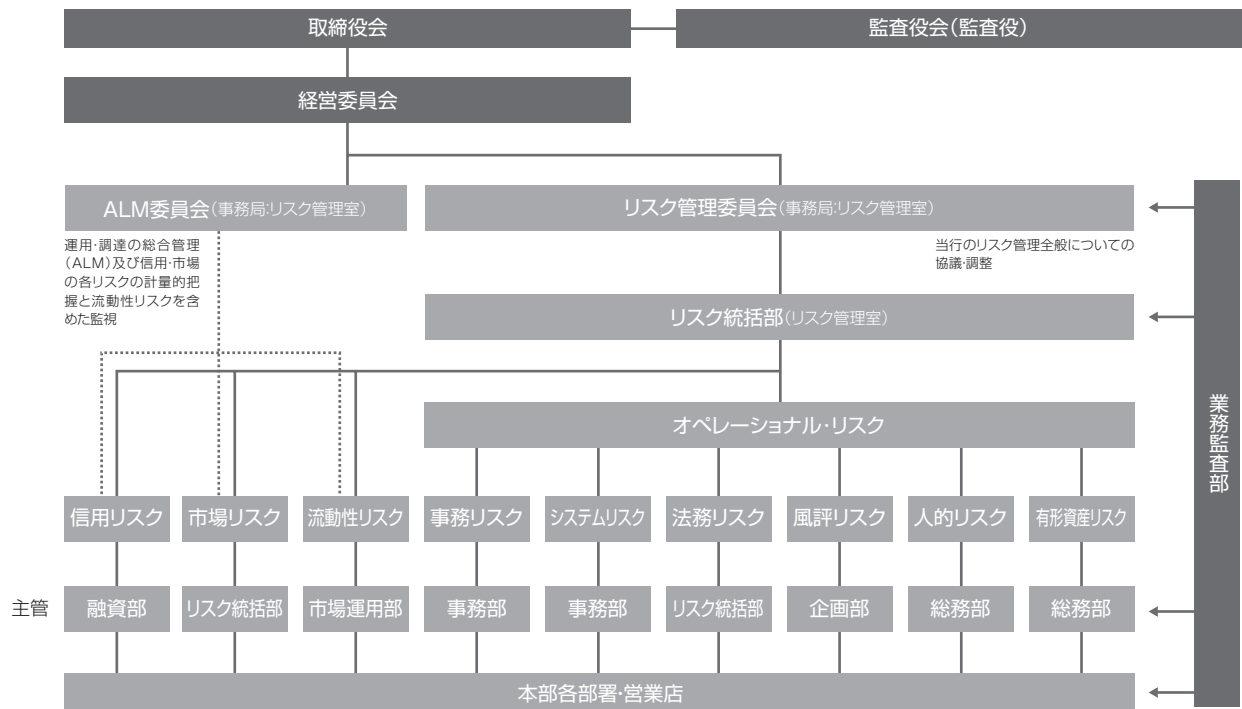 取締役会
監査役会(監査役)
経営委員会
ALM委員会(事務局:リスク管理室)
リスク管理委員会(事務局:リスク管理室)
運用・調達の総合管理
(ALM)及び信用・市場
の各リスクの計量的把
握と流動性リスクを含
めた監視
当行のリスク管理全般についての
協議・調整
リスク統括部(リスク管理室)
オペレーショナル・リスク
業務監査部
信用リスク
市場リスク
流動性リスク
事務リスク
システムリスク
法務リスク
風評リスク
人的リスク
有形資産リスク
主管
融資部
リスク統括部
市場運用部
事務部
事務部
リスク統括部
企画部
総務部
総務部
本部各部署・営業店